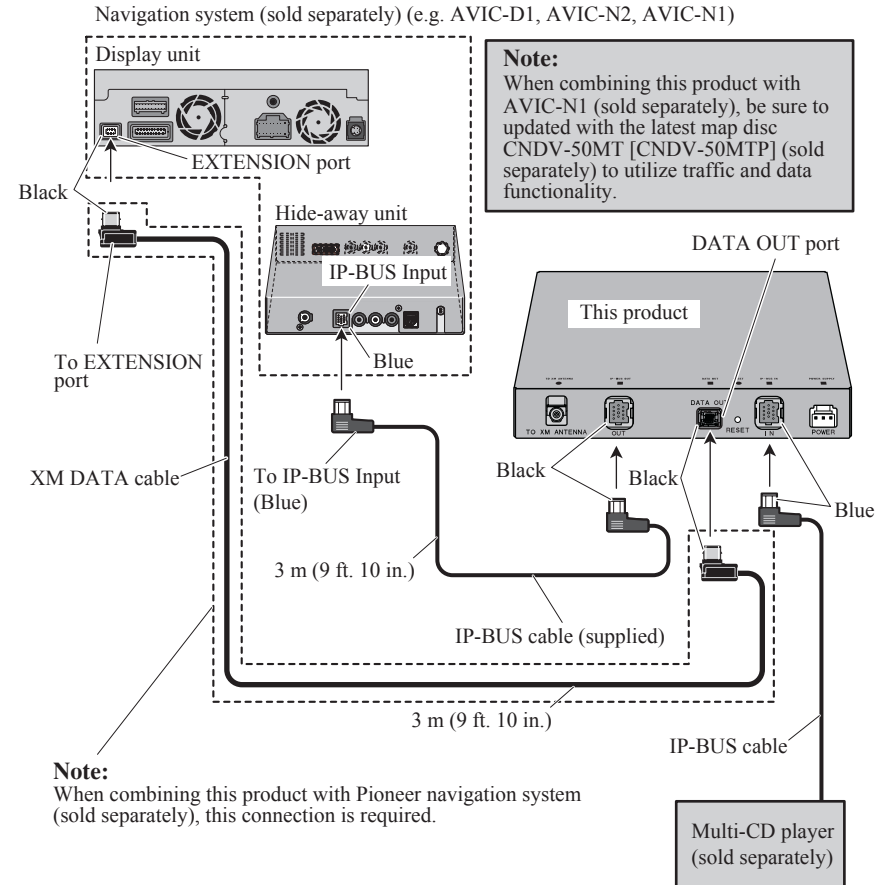 Navigation system (sold separately) (e.g. AVIC-D1, AVIC-N2, AVIC-N1)
Display unit
EXTENSION port
Black
Note:
When combining this product with
AVIC-N1 (sold separately), be sure to
updated with the latest map disc
CNDV-50MT [CNDV-50MTP] (sold
separately) to utilize traffic and data
functionality.
Hide-away unit
IP-BUS Input
Blue
DATA OUT port
This product
DATA OUT
TO XM ANTENNA
OUT
RESET
IN
POWER
To EXTENSION
port
XM DATA cable
To IP-BUS Input
(Blue)
Black
Black
Blue
3 m (9 ft. 10 in.)
IP-BUS cable (supplied)
3 m (9 ft. 10 in.)
IP-BUS cable
Note:
When combining this product with Pioneer navigation system
(sold separately), this connection is required.
Multi-CD player
(sold separately)